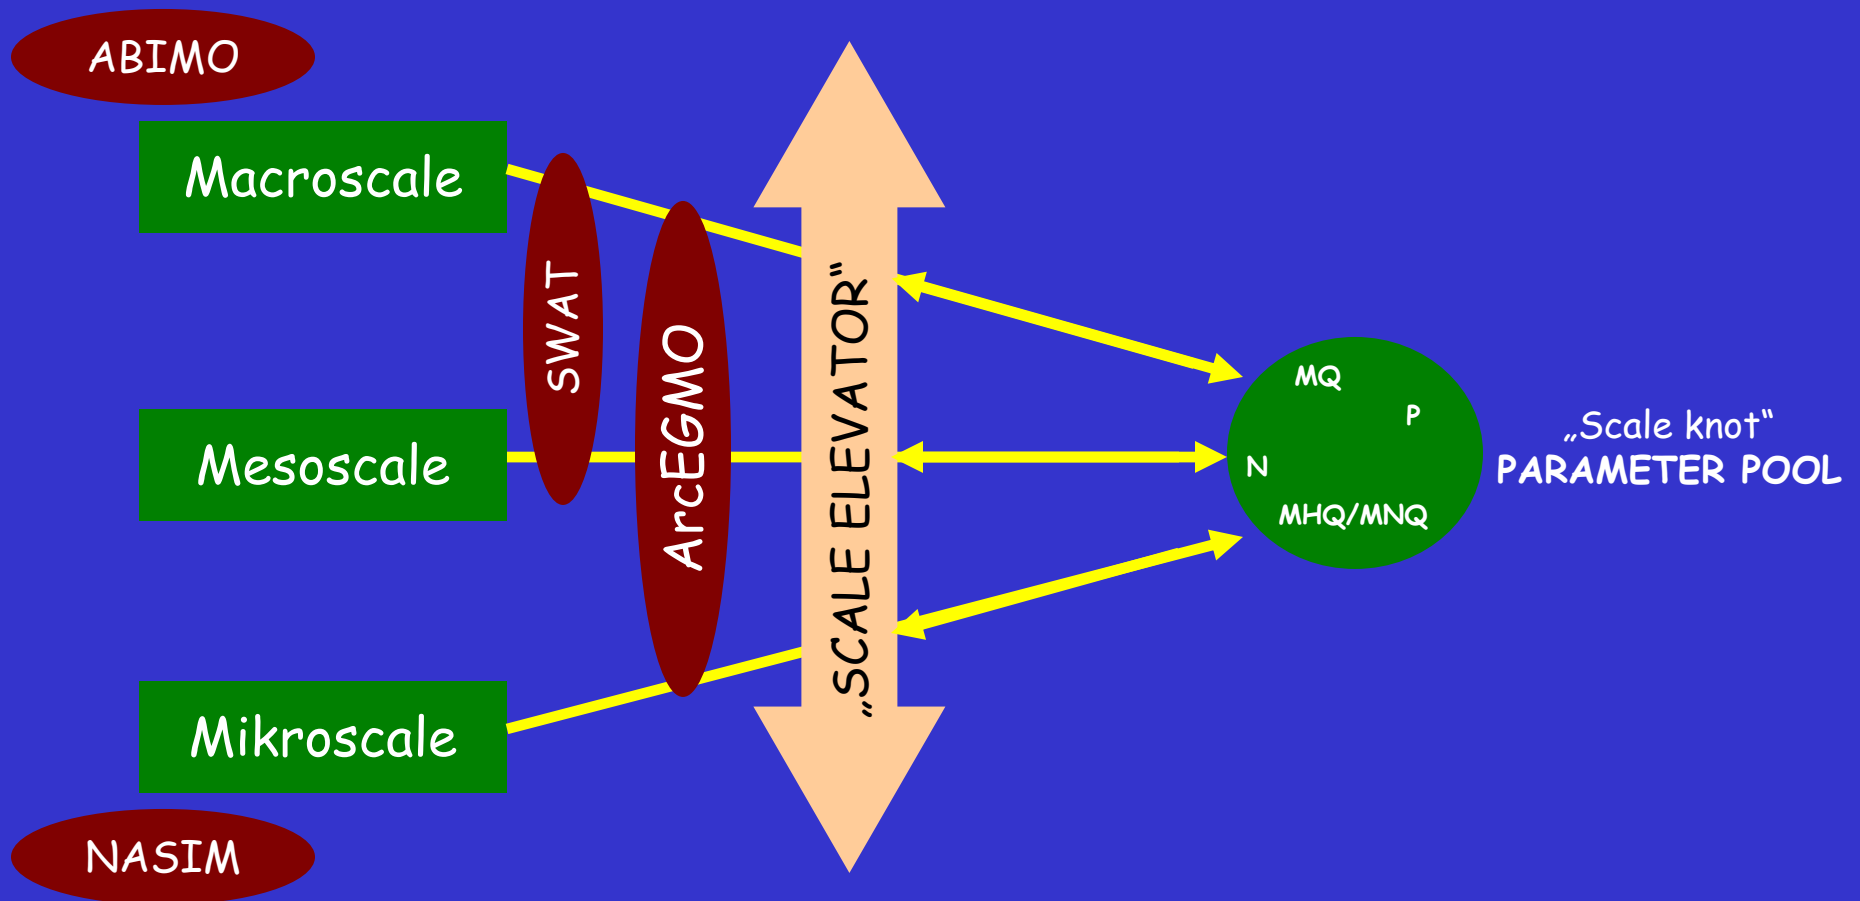 ABIMO
Macroscale
SWAT
ArcEGMO
„SCALE ELEVATOR“
MQ
P
N
MHQ/MNQ
„Scale knot“
PARAMETER POOL
Mesoscale
Mikroscale
NASIM